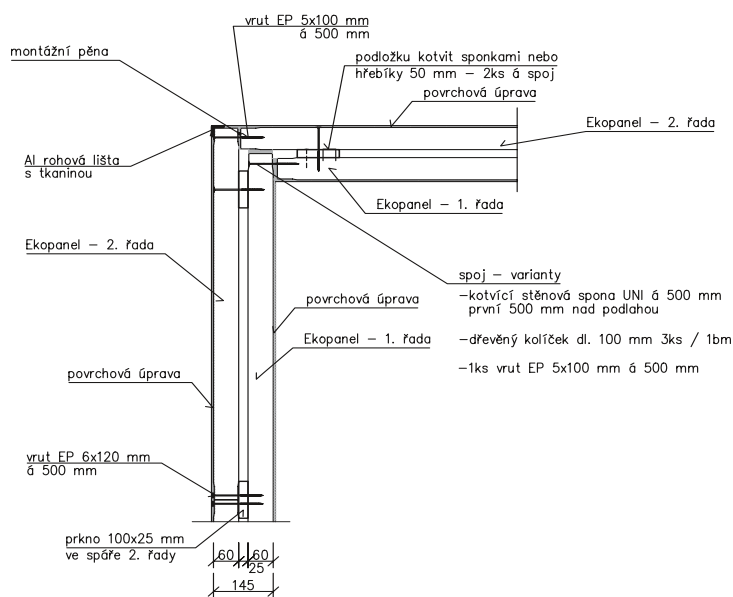 vrut EP 5x100 mm
á 500 mm
montážní pěna
podložku kotvit sponkami nebo
hřebíky 50 mm – 2ks á spoj
povrchová úprava
Ekopanel – 2. řada
Al rohová lišta
s tkaninou
Ekopanel – 1. řada
Ekopanel – 2. řada
spoj – varianty
–kotvící stěnová spona UNI á 500 mm
první 500 mm nad podlahou
povrchová úprava
Ekopanel – 1. řada
–dřevěný kolíček dl. 100 mm 3ks / 1bm
–1ks vrut EP 5x100 mm á 500 mm
povrchová úprava
vrut EP 6x120 mm
á 500 mm
prkno 100x25 mm
ve spáře 2. řady
60 60
25
145